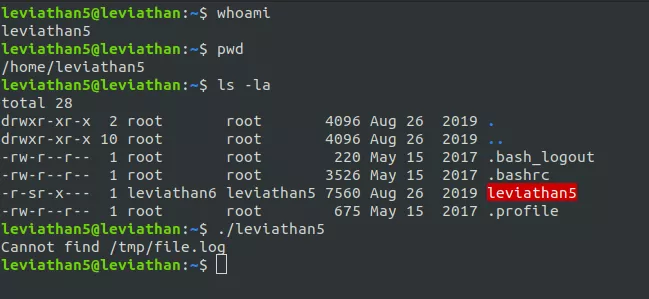 leviathan5@leviathan:~$ whoami
leviathan5
leviathan5@leviathan:~$ pwd
/home/leviathan5
leviathan5@leviathan:~$ ls -la
total 28
drwxr-xr-x  2 root       root       4096 Aug 26  2019 .
drwxr-xr-x 10 root       root       4096 Aug 26  2019 ..
-rw-r--r--  1 root       root        220 May 15  2017 .bash_logout
-rw-r--r--  1 root       root       3526 May 15  2017 .bashrc
-r-sr-x---  1 leviathan6 leviathan5 7560 Aug 26  2019 leviathan5
-rw-r--r--  1 root       root        675 May 15  2017 .profile
leviathan5@leviathan:~$ ./leviathan5
Cannot find /tmp/file.log
leviathan5@leviathan:~$